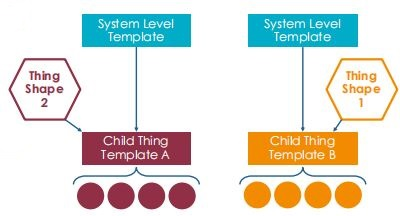 System Level
Template
System Level
Template
Thing
Shape
2
Thing
Shape
1
Child Thing
Template A
Child Thing
Template B